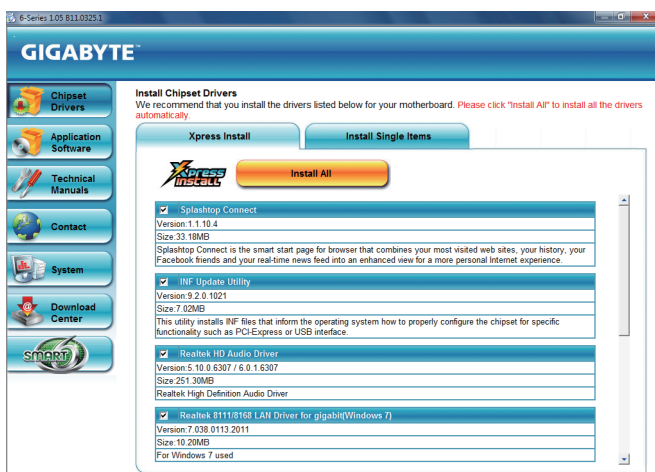 6-Series 1.05 B11.0325.1
GIGABYTE™
Chipset
Drivers
Application
Software
Technical
Manuals
Contact
System
Download
Center
SMART
Install Chipset Drivers
We recommend that you install the drivers listed below for your motherboard. Please click "Install All" to install all the drivers
automatically.
Xpress Install
Install Single Items
Xpress
INSTALL
Install All
Splashtop Connect
Version:1.1.10.4
Size:33.18MB
Splashtop Connect is the smart start page for browser that combines your most visited web sites, your history, your
Facebook friends and your real-time news feed into an enhanced view for a more personal Internet experience.
INF Update Utility
Version:9.2.0.1021
Size:7.02MB
This utility installs INF files that inform the operating system how to properly configure the chipset for specific
functionality such as PCI-Express or USB interface.
Realtek HD Audio Driver
Version:5.10.0.6307 / 6.0.1.6307
Size:251.30MB
Realtek High Definition Audio Driver
Realtek 8111/8168 LAN Driver for gigabit(Windows 7)
Version:7.038.0113.2011
Size:10.20MB
For Windows 7 used